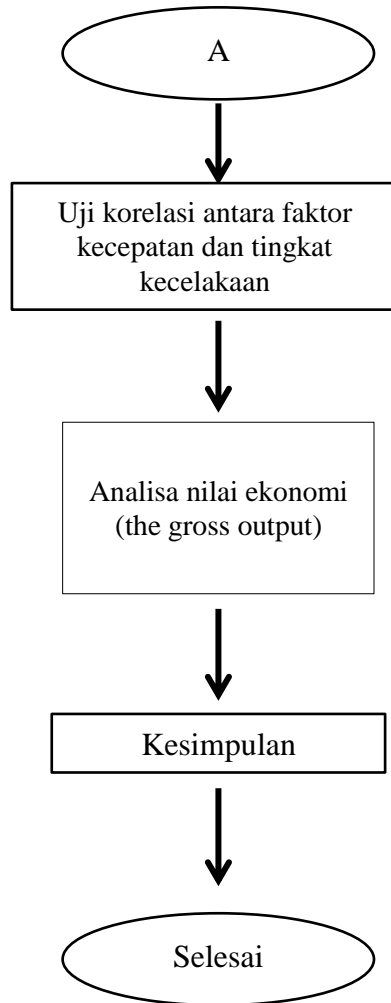 A
Uji korelasi antara faktor
kecepatan dan tingkat
kecelakaan
Analisa nilai ekonomi
(the gross output)
Kesimpulan
Selesai